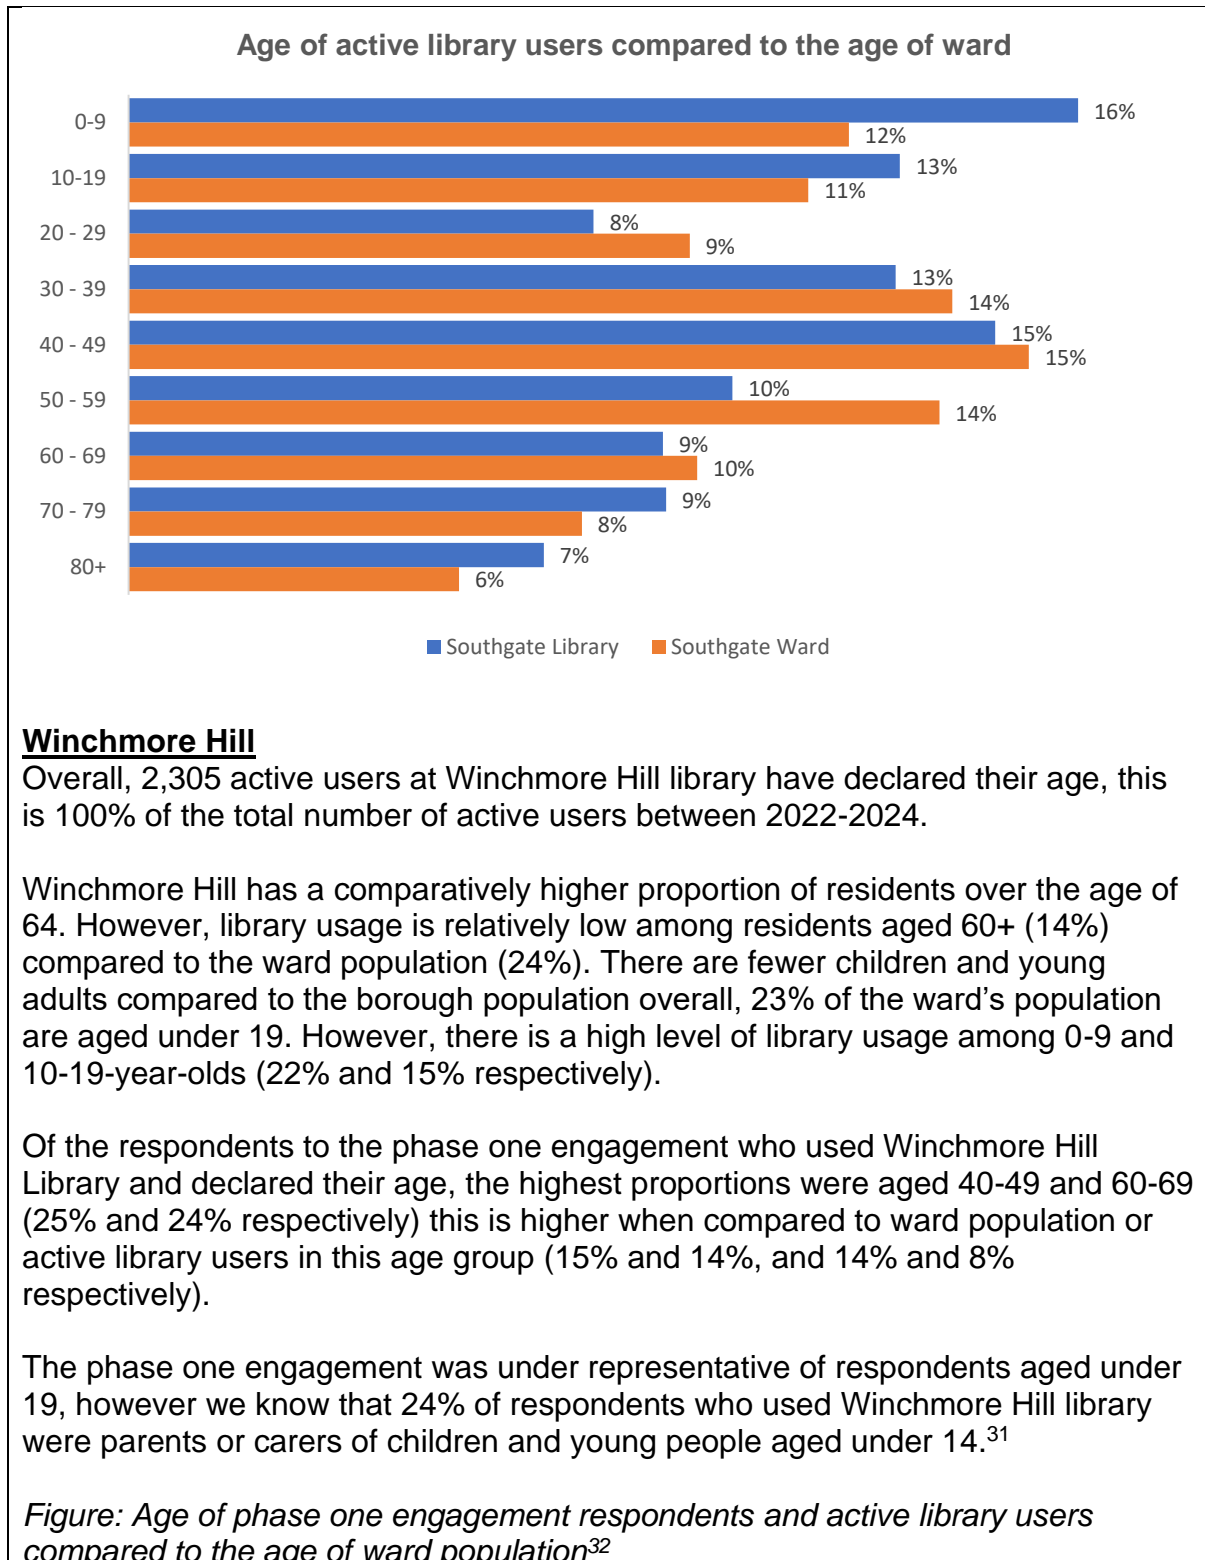 Age of active library users compared to the age of ward
0-9
16%
12%
10-19
13%
11%
20 - 29
8%
9%
30 - 39
13%
14%
40 - 49
15%
15%
50 - 59
10%
14%
60 - 69
9%
10%
70 - 79
9%
8%
80+
7%
6%
Southgate Library
Southgate Ward
Winchmore Hill
Overall, 2,305 active users at Winchmore Hill library have declared their age, this
is 100% of the total number of active users between 2022-2024.
Winchmore Hill has a comparatively higher proportion of residents over the age of
64. However, library usage is relatively low among residents aged 60+ (14%)
compared to the ward population (24%). There are fewer children and young
adults compared to the borough population overall, 23% of the ward’s population
are aged under 19. However, there is a high level of library usage among 0-9 and
10-19-year-olds (22% and 15% respectively).
Of the respondents to the phase one engagement who used Winchmore Hill
Library and declared their age, the highest proportions were aged 40-49 and 60-69
(25% and 24% respectively) this is higher when compared to ward population or
active library users in this age group (15% and 14%, and 14% and 8%
respectively).
The phase one engagement was under representative of respondents aged under
19, however we know that 24% of respondents who used Winchmore Hill library
were parents or carers of children and young people aged under 14.31
Figure: Age of phase one engagement respondents and active library users
compared to the age of ward population32